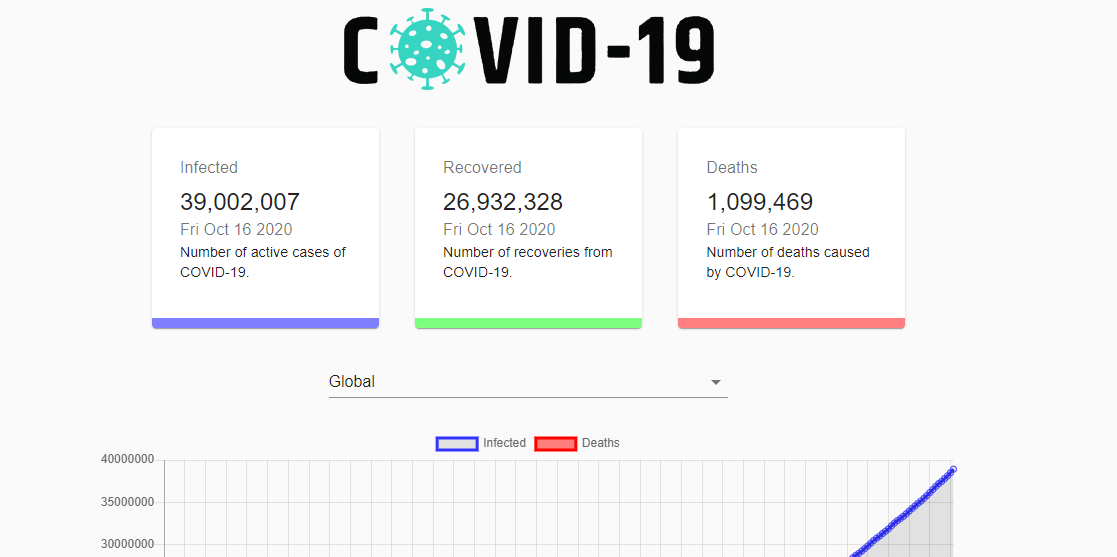 COVID-19
Infected
39,002,007
Fri Oct 16 2020
Number of active cases of
COVID-19.
Recovered
26,932,328
Fri Oct 16 2020
Number of recoveries from
COVID-19.
Deaths
1,099,469
Fri Oct 16 2020
Number of deaths caused
by COVID-19.
Global
Infected Deaths
40000000
35000000
30000000